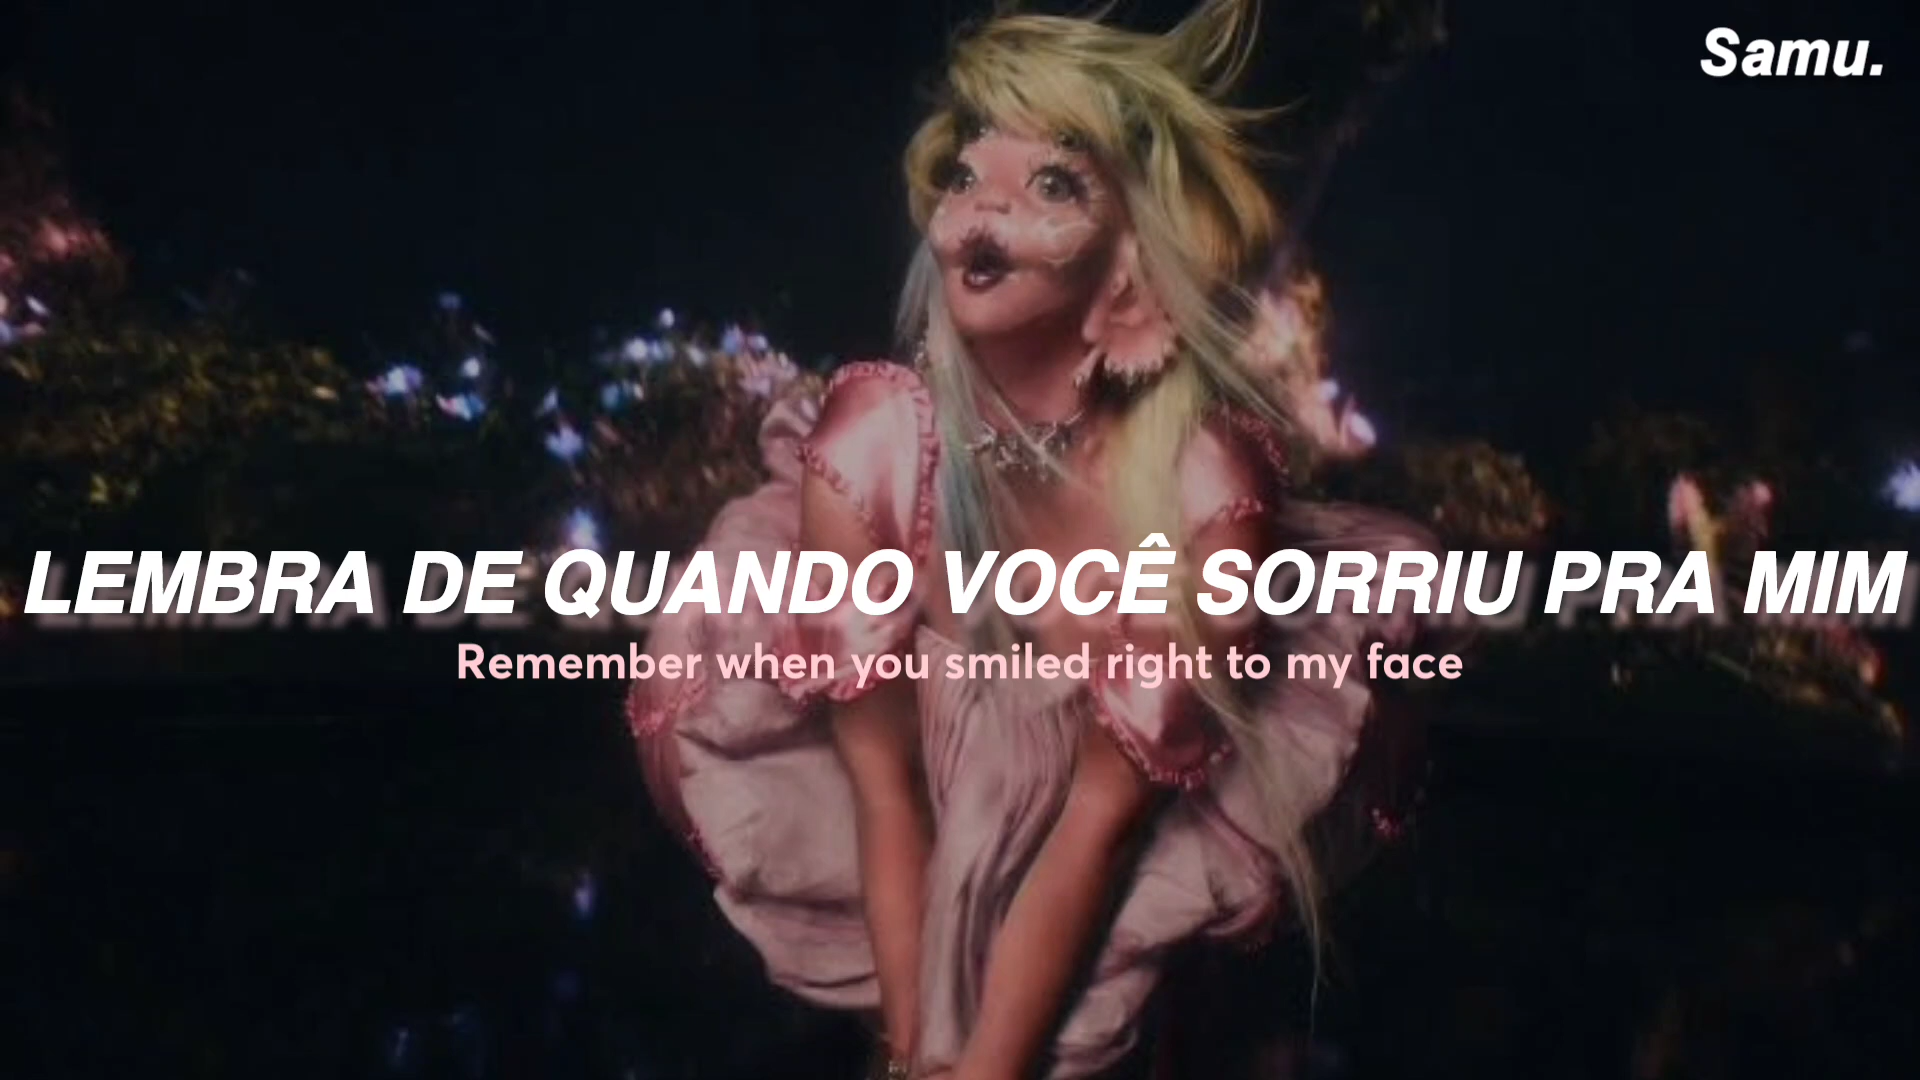 Samu.
LEMBRA DE QUANDO VOCÊ SORRIU PRA MIM
Remember when you smiled right to my face